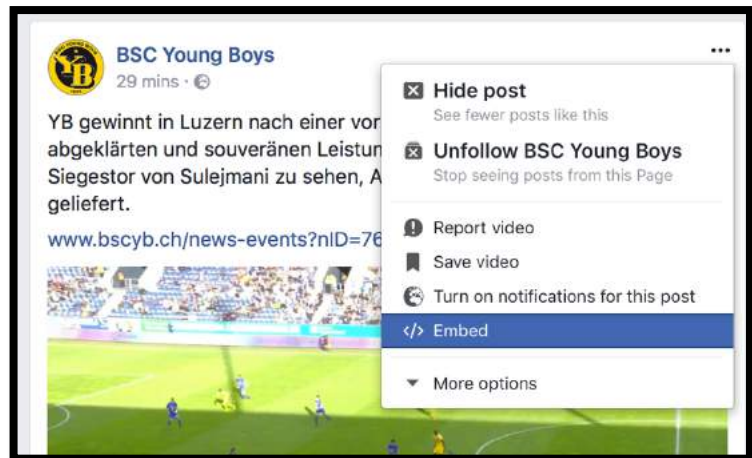 BSC Young Boys
29 mins ·
YB gewinnt in Luzern nach einer vor
abgeklärten und souveränen Leistun
Siegestor von Sulejmani zu sehen, A
geliefert.
www.bscyb.ch/news-events?nID=76
YB
...
Hide post
See fewer posts like this
Unfollow BSC Young Boys
Stop seeing posts from this Page
Report video
Save video
Turn on notifications for this post
</> Embed
More options